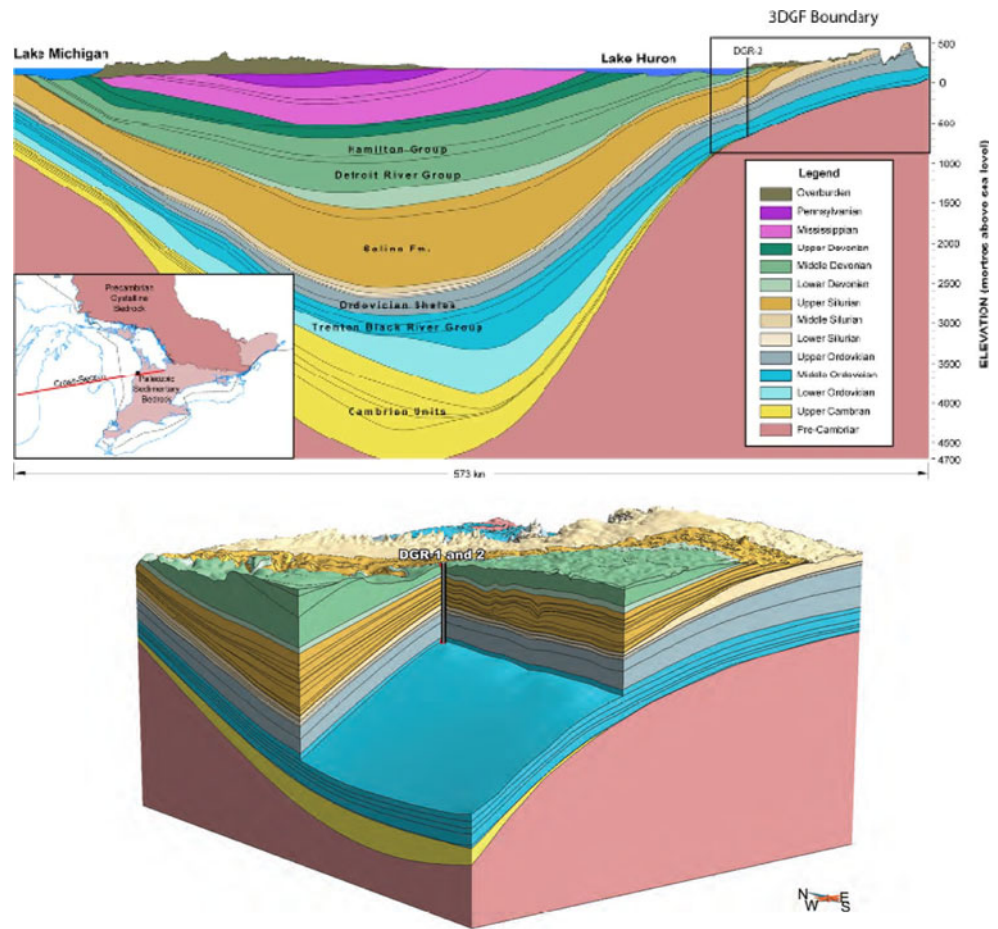 3DGF Boundary
Lake Michigan
Lake Huron
DGR-2
500
0
500
1000
1500
2000
2500
3000
3500
4000
4500
4700
ELEVATION (metres above sea level)
Hamilton Group
Detroit River Group
Salina Fm.
Ordovician Shales
Trenton Black River Group
Cambrian Units
Legend
Overburden
Pennsylvanian
Mississippian
Upper Devonian
Middle Devonian
Lower Devonian
Upper Silurian
Middle Silurian
Lower Silurian
Upper Ordovician
Middle Ordovician
Lower Ordovician
Upper Cambrian
Pre-Cambrian
Precambrian
Crystalline
Bedrock
Cross-Section
Paleozoic
Sedimentary
Bedrock
573 km
DGR-1 and 2
N
E
W
S